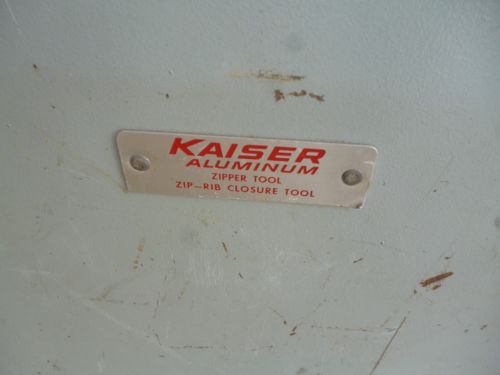 KAISER
ALUMINUM
ZIPPER TOOL
ZIP-RIB CLOSURE TOOL